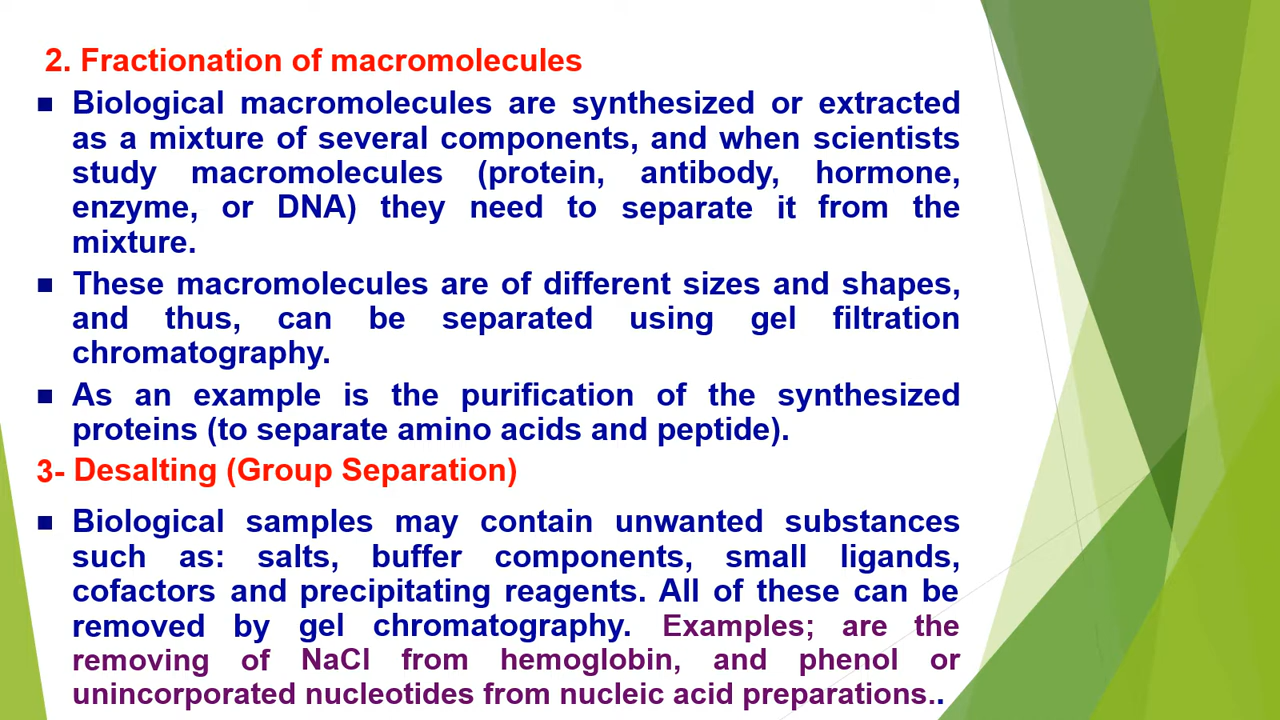 2. Fractionation of macromolecules
■ Biological macromolecules are synthesized or extracted
as a mixture of several components, and when scientists
study macromolecules (protein, antibody, hormone,
enzyme, or DNA) they need to separate it from the
mixture.
■ These macromolecules are of different sizes and shapes,
and thus, can be separated using gel filtration
chromatography.
■ As an example is the purification of the synthesized
proteins (to separate amino acids and peptide).
3- Desalting (Group Separation)
■ Biological samples may contain unwanted substances
such as: salts, buffer components, small ligands,
cofactors and precipitating reagents. All of these can be
removed by gel chromatography. Examples; are the
removing of NaCl from hemoglobin, and phenol or
unincorporated nucleotides from nucleic acid preparations..